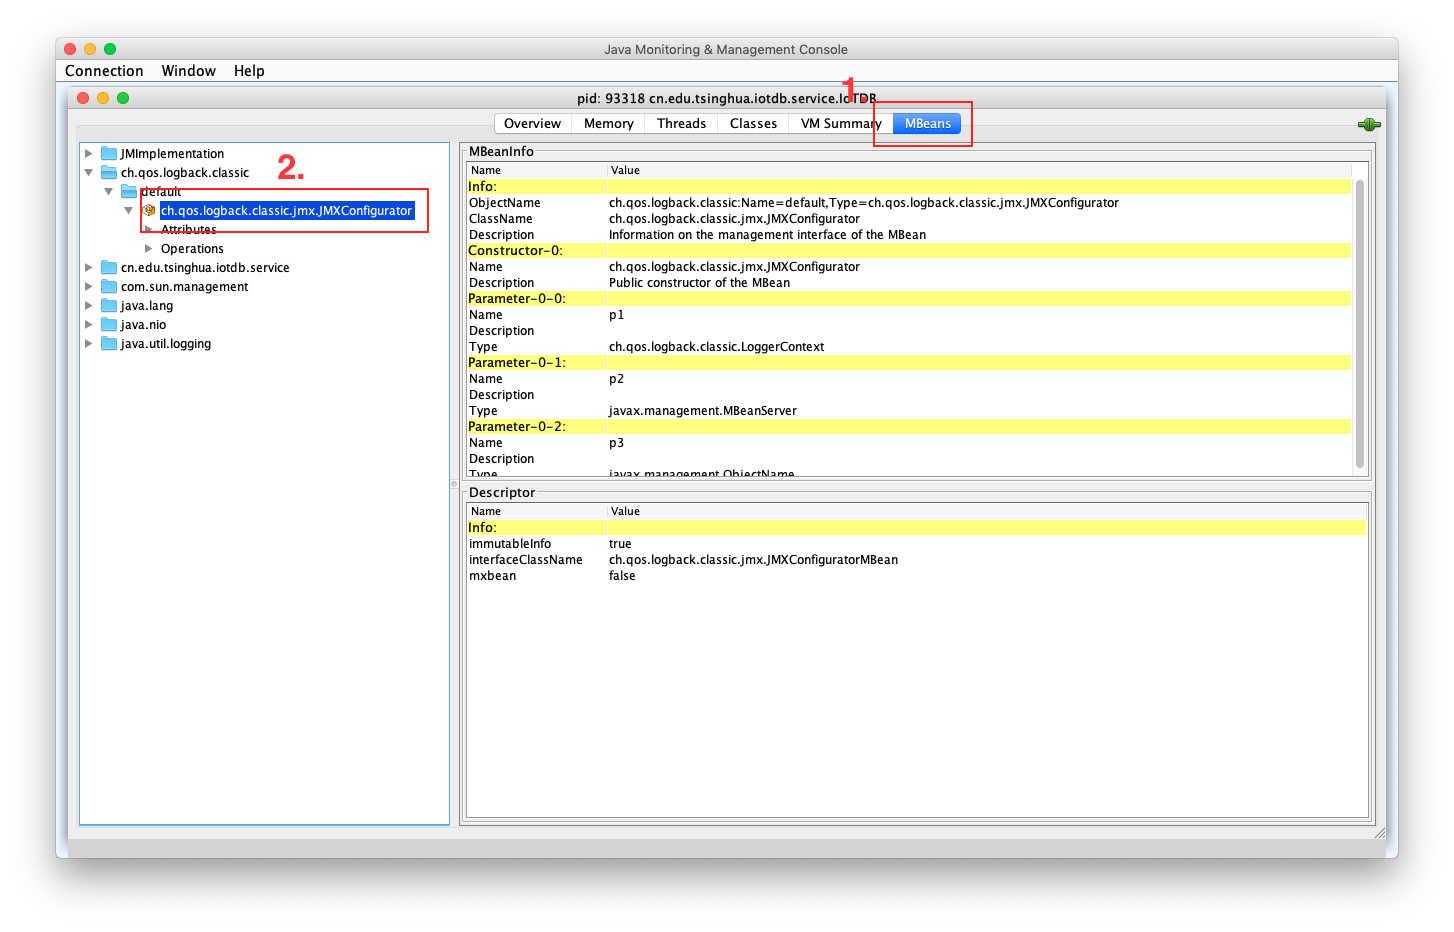 Java Monitoring & Management Console
Connection Window Help
1.
pid: 93318 cn.edu.tsinghua.iotdb.service.IoTDB
Overview Memory Threads Classes VM Summary MBeans
JMImplementation
2.
ch.qos.logback.classic
default
ch.qos.logback.classic.jmx.JMXConfigurator
Attributes
Operations
cn.edu.tsinghua.iotdb.service
com.sun.management
java.lang
java.nio
java.util.logging
MBeanInfo
Name Value
Info:
ObjectName ch.qos.logback.classic:Name=default,Type=ch.qos.logback.classic.jmx.JMXConfigurator
ClassName ch.qos.logback.classic.jmx.JMXConfigurator
Description Information on the management interface of the MBean
Constructor-0:
Name ch.qos.logback.classic.jmx.JMXConfigurator
Description Public constructor of the MBean
Parameter-0-0:
Name p1
Description
Type ch.qos.logback.classic.LoggerContext
Parameter-0-1:
Name p2
Description
Type javax.management.MBeanServer
Parameter-0-2:
Name p3
Description
Type javax.management.ObjectName
Descriptor
Name Value
Info:
immutableInfo true
interfaceClassName ch.qos.logback.classic.jmx.JMXConfiguratorMBean
mxbean false